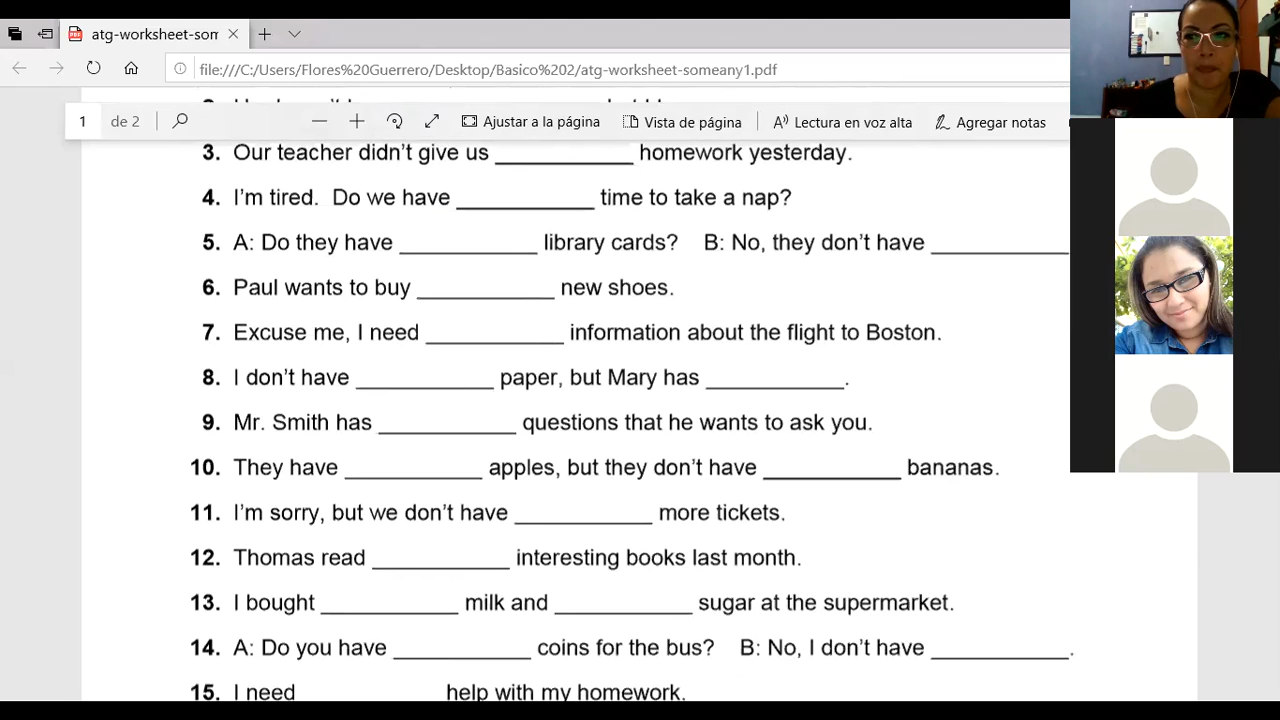 atg-worksheet-som
file:///C:/Users/Flores%20Guerrero/Desktop/Basico%202/atg-worksheet-someany1.pdf
1 de 2 Ajustar a la página Vista de página Lectura en voz alta Agregar notas
3. Our teacher didn't give us ____________ homework yesterday.
4. I'm tired. Do we have ____________ time to take a nap?
5. A: Do they have ____________ library cards? B: No, they don't have ____________
6. Paul wants to buy ____________ new shoes.
7. Excuse me, I need ____________ information about the flight to Boston.
8. I don't have ____________ paper, but Mary has ____________.
9. Mr. Smith has ____________ questions that he wants to ask you.
10. They have ____________ apples, but they don't have ____________ bananas.
11. I'm sorry, but we don't have ____________ more tickets.
12. Thomas read ____________ interesting books last month.
13. I bought ____________ milk and ____________ sugar at the supermarket.
14. A: Do you have ____________ coins for the bus? B: No, I don't have ____________.
15. I need ____________ help with my homework.